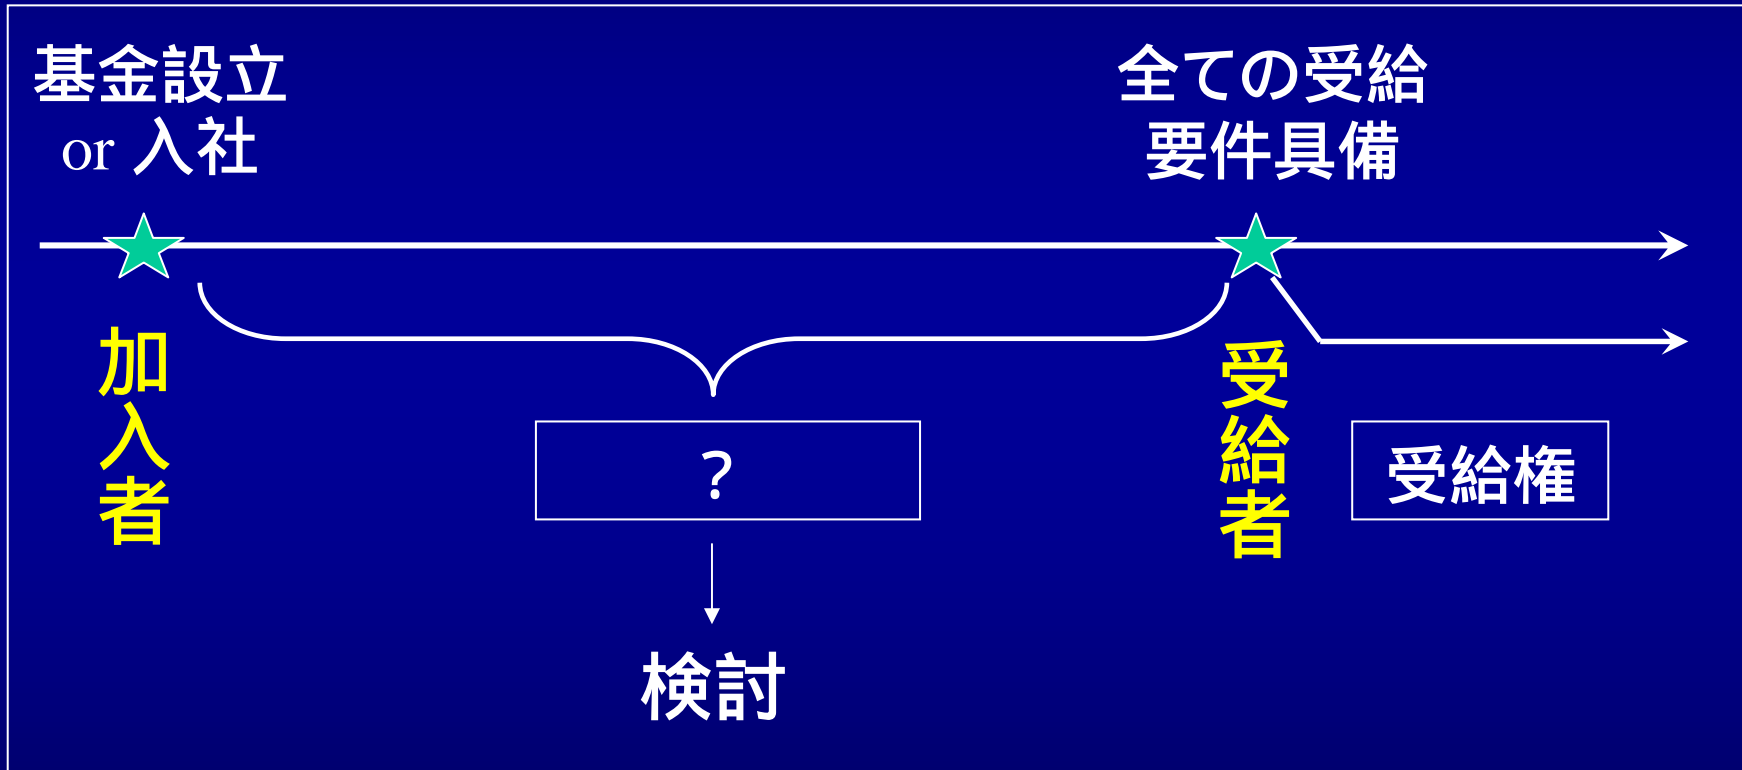 基金設立
or 入社
全ての受給
要件具備
加入者
?
受給者
受給権
検討